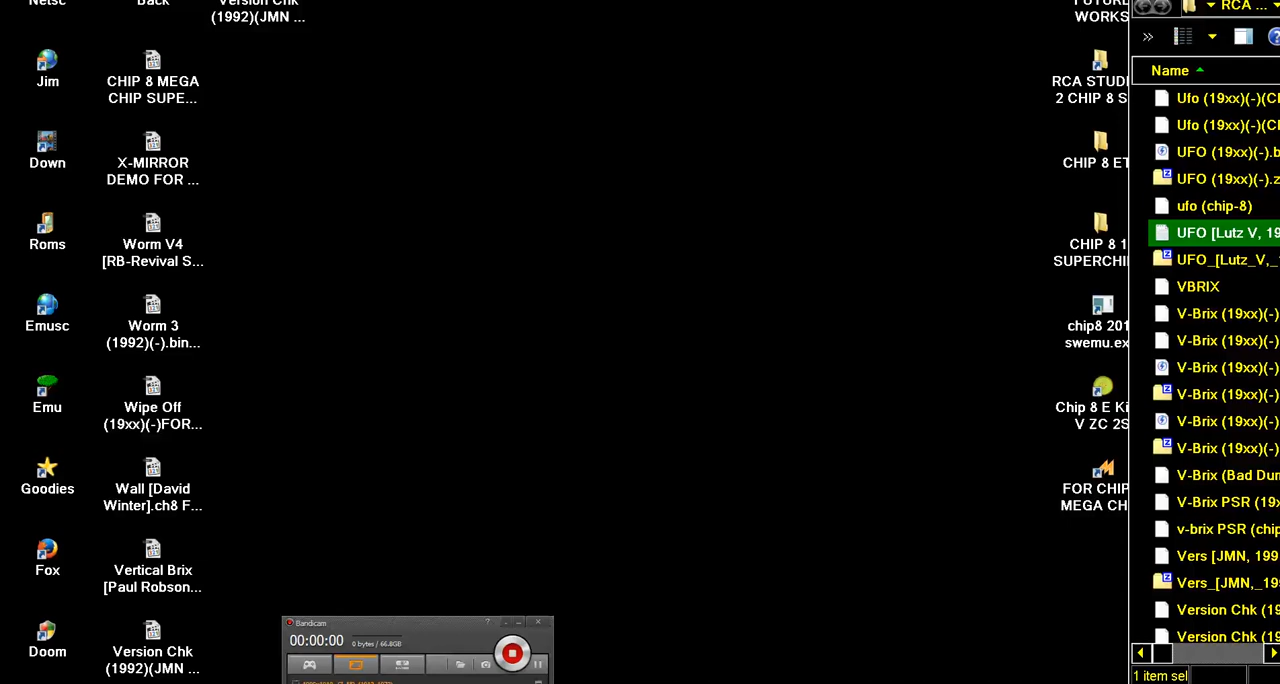 Netsc
Back
Version Chk
(1992)(JMN ...
Jim
CHIP 8 MEGA
CHIP SUPE...
Down
X-MIRROR
DEMO FOR ...
Roms
Worm V4
[RB-Revival S...
Emusc
Worm 3
(1992)(-).bin...
Emu
Wipe Off
(19xx)(-)FOR...
Goodies
Wall [David
Winter].ch8 F...
Fox
Vertical Brix
[Paul Robson...
Doom
Version Chk
(1992)(JMN ...
Bandicam
00:00:00
0 bytes / 66.8GB
FUTURE
WORKS
RCA STUDI
2 CHIP 8 S
CHIP 8 ET
CHIP 8 1
SUPERCHI
chip8 201
swemu.ex
Chip 8 E Ki
V ZC 2S
FOR CHIP
MEGA CH
RCA ...
»
Name
Ufo (19xx)(-)(C
Ufo (19xx)(-)(C
UFO (19xx)(-).b
UFO (19xx)(-).z
ufo (chip-8)
UFO [Lutz V, 19
UFO_[Lutz_V,_
VBRIX
V-Brix (19xx)(-)
V-Brix (19xx)(-)
V-Brix (19xx)(-)
V-Brix (19xx)(-)
V-Brix (19xx)(-)
V-Brix (19xx)(-)
V-Brix (Bad Dum
V-Brix PSR (19x
v-brix PSR (chip
Vers [JMN, 199
Vers_[JMN,_19
Version Chk (19
Version Chk (19
1 item sel